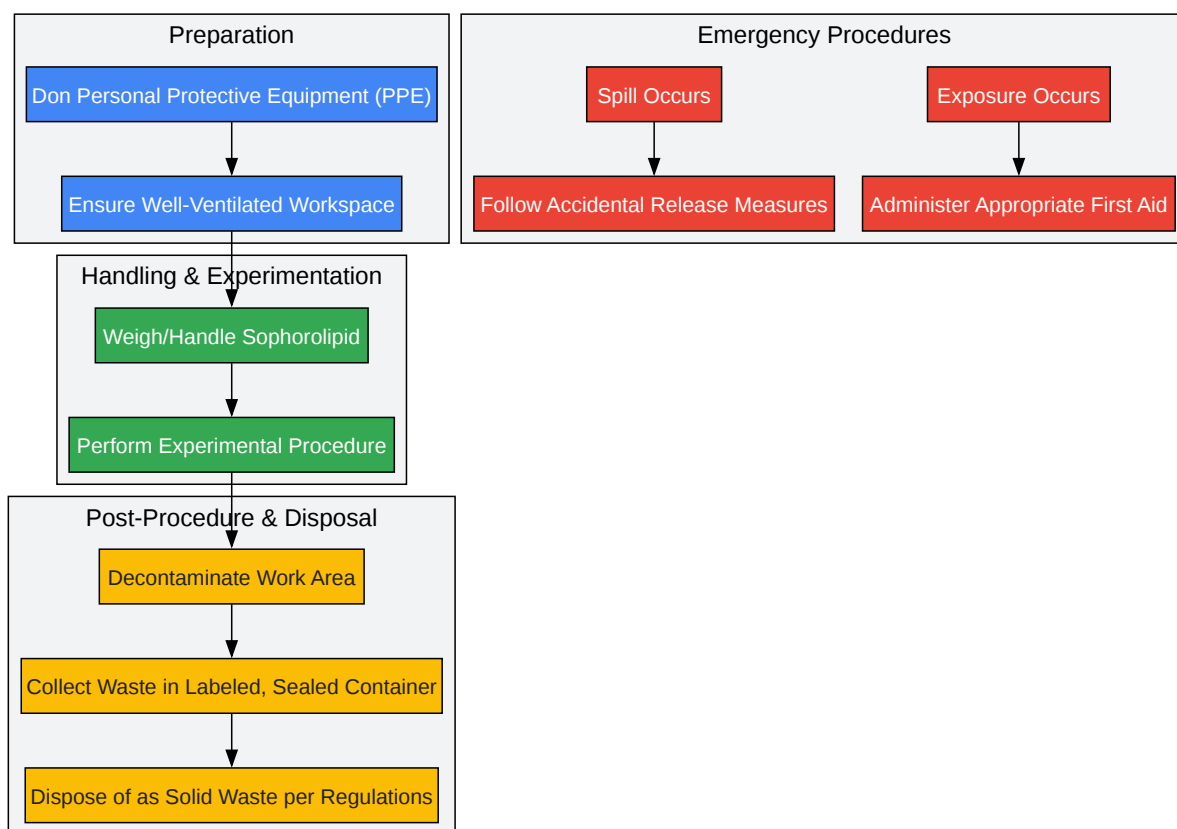 Preparation
Don Personal Protective Equipment (PPE)
Ensure Well-Ventilated Workspace
Emergency Procedures
Spill Occurs
Exposure Occurs
Follow Accidental Release Measures
Administer Appropriate First Aid
Handling & Experimentation
Weigh/Handle Sophorolipid
Perform Experimental Procedure
Post-Procedure & Disposal
Decontaminate Work Area
Collect Waste in Labeled, Sealed Container
Dispose of as Solid Waste per Regulations